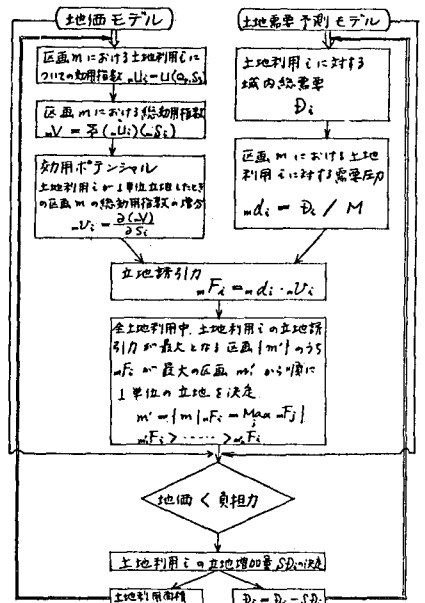 地価モデル
土地需要予測モデル
区画mにおける土地利用iに
ついての効用指数 mUi=U(a, Si)
区画mにおける総効用指数
mV = Σ(mUi)(mSi)
効用ポテンシャル
土地利用iが1単位立地したとき
の区画mの総効用指数の増分
mvi = ∂(mV)/∂Si
土地利用iに対する
域内総需要
Di
区画mにおける土地
利用iに対する需要圧力
mdi = Di / M
立地誘引力
mFi = mdi・mvi
全土地利用中、土地利用iの立地誘
引力が最大となる区画{m'}のうち
mFiが最大の区画m'から順に
1単位の立地を決定
m' = {m | mFi = Max mFj}
j
m'Fi > ‥‥‥ > Fi
地価 < 負担力
土地利用iの立地増加量 SDiの決定
土地利用面積
Di = Di - SDi